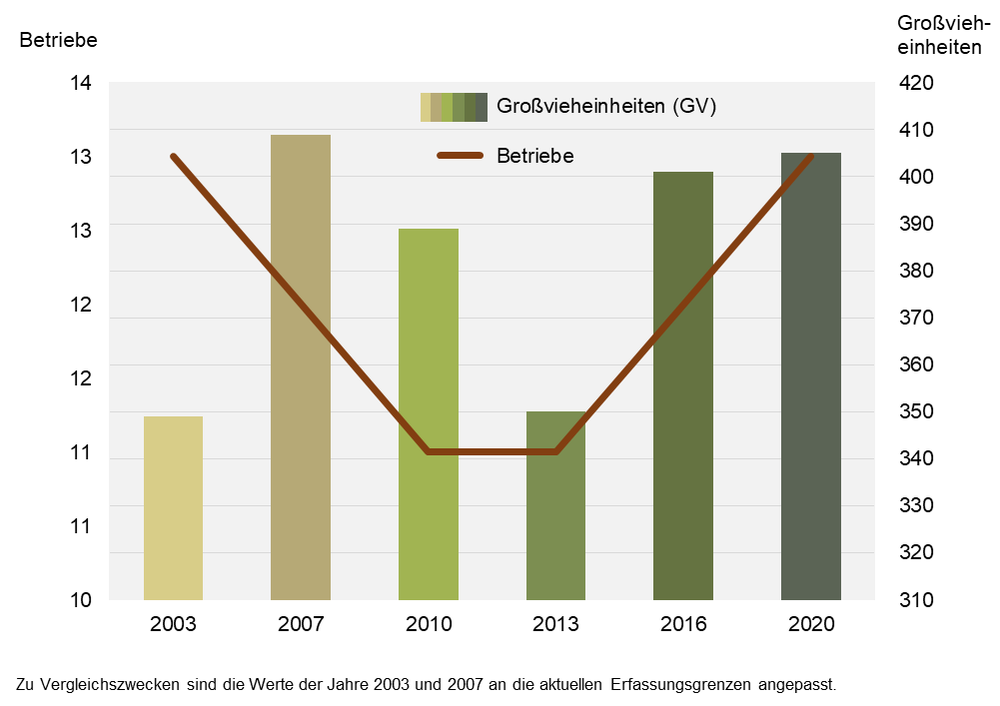 Betriebe
Großvieh-
einheiten
14
13
13
12
12
11
11
10
420
410
400
390
380
370
360
350
340
330
320
310
Großvieheinheiten (GV)
Betriebe
2003 2007 2010 2013 2016 2020
Zu Vergleichszwecken sind die Werte der Jahre 2003 und 2007 an die aktuellen Erfassungsgrenzen angepasst.